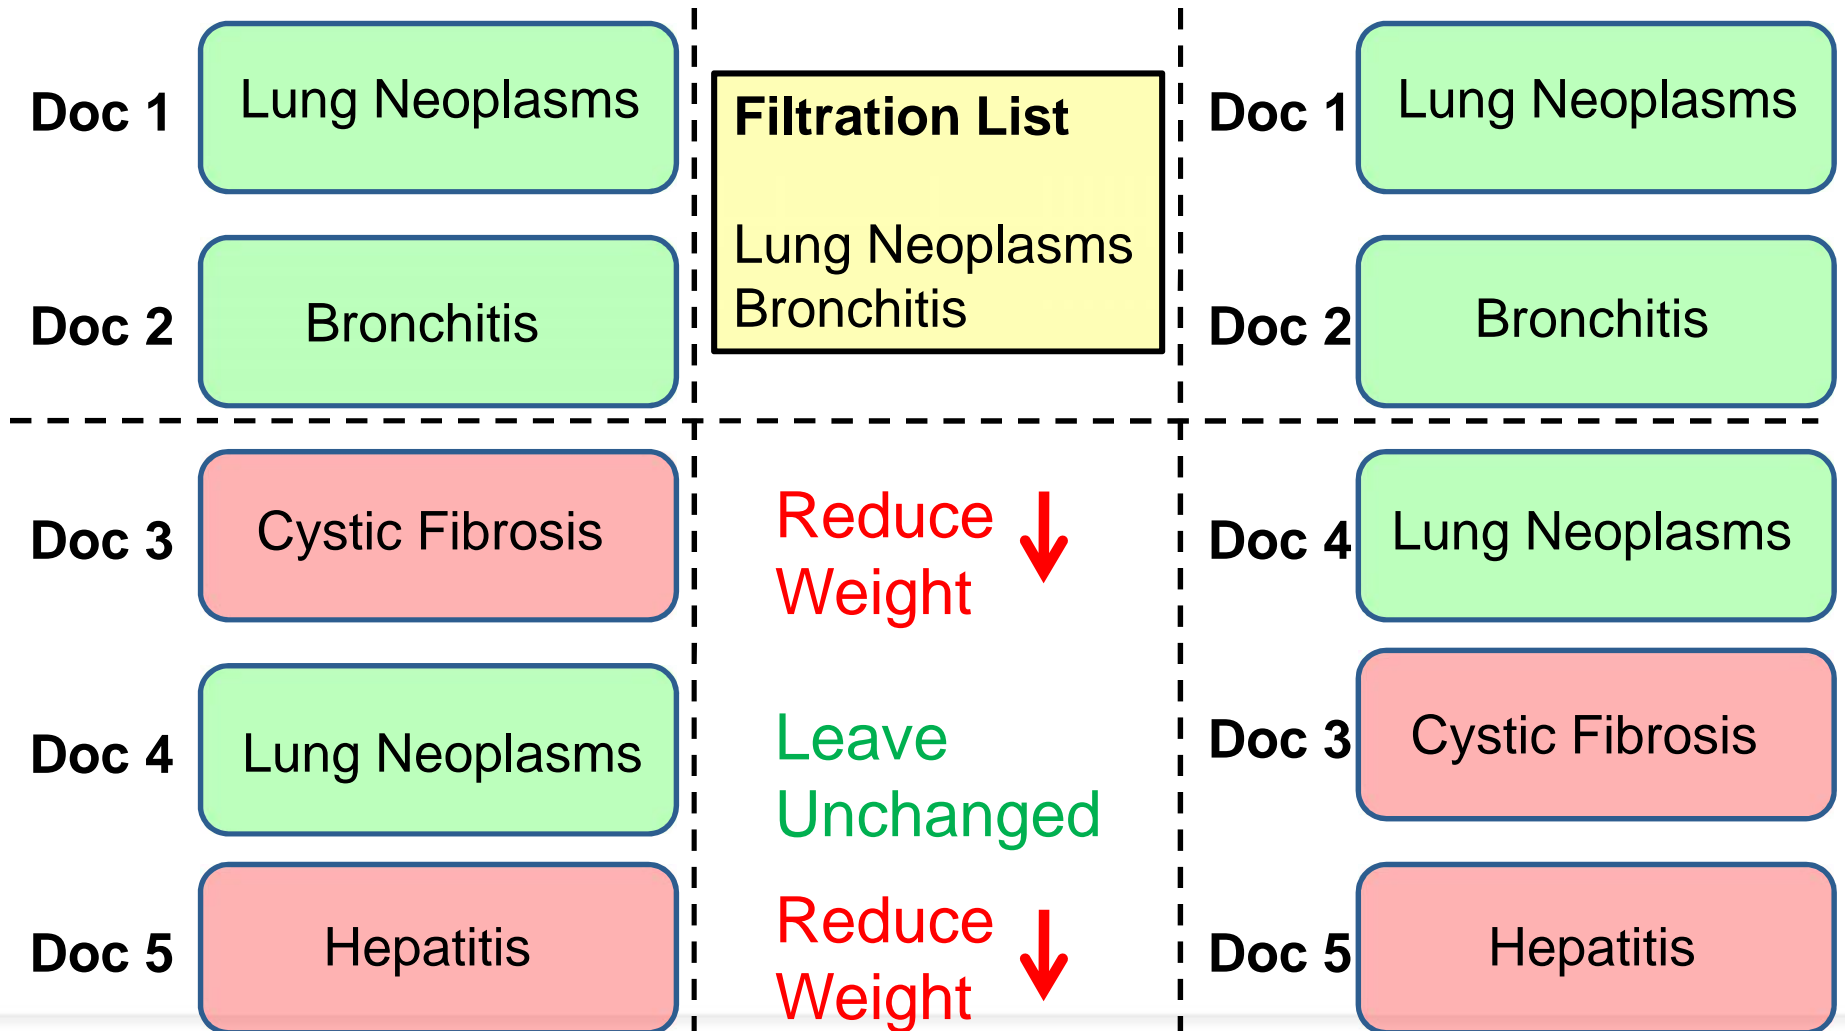 Doc 1
Lung Neoplasms
Doc 2
Bronchitis
Doc 3
Cystic Fibrosis
Doc 4
Lung Neoplasms
Doc 5
Hepatitis
Filtration List
Lung Neoplasms
Bronchitis
Reduce
Weight
Leave
Unchanged
Reduce
Weight
Doc 1
Lung Neoplasms
Doc 2
Bronchitis
Doc 4
Lung Neoplasms
Doc 3
Cystic Fibrosis
Doc 5
Hepatitis